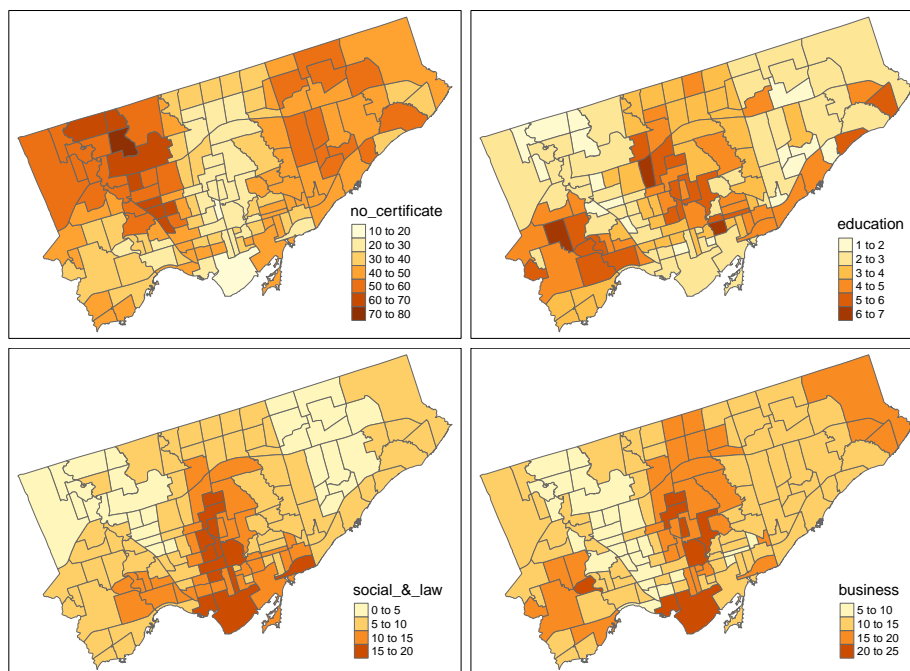 no_certificate
10 to 20
20 to 30
30 to 40
40 to 50
50 to 60
60 to 70
70 to 80
education
1 to 2
2 to 3
3 to 4
4 to 5
5 to 6
6 to 7
social_&_law
0 to 5
5 to 10
10 to 15
15 to 20
business
5 to 10
10 to 15
15 to 20
20 to 25